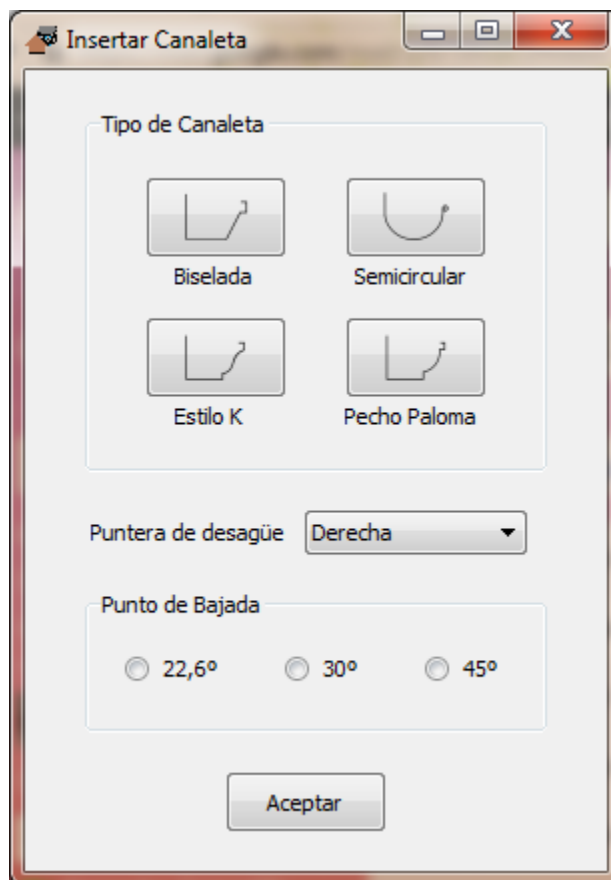 Insertar Canaleta
Tipo de Canaleta
Biselada Semicircular
Estilo K Pecho Paloma
Puntera de desagüe Derecha
Punto de Bajada
22,6º 30º 45º
Aceptar